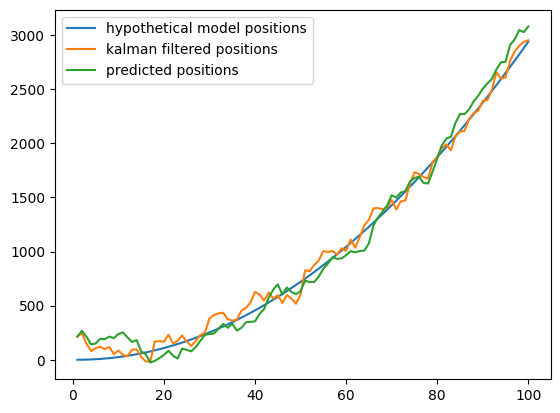 hypothetical model positions
kalman filtered positions
predicted positions
3000
2500
2000
1500
1000
500
0
0 20 40 60 80 100